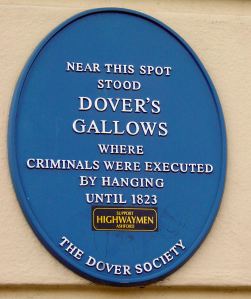 NEAR THIS SPOT
STOOD
DOVER'S
GALLOWS
WHERE
CRIMINALS WERE EXECUTED
BY HANGING
UNTIL 1823
SUPPORT
HIGHWAYMEN
ASHFORD
THE DOVER SOCIETY